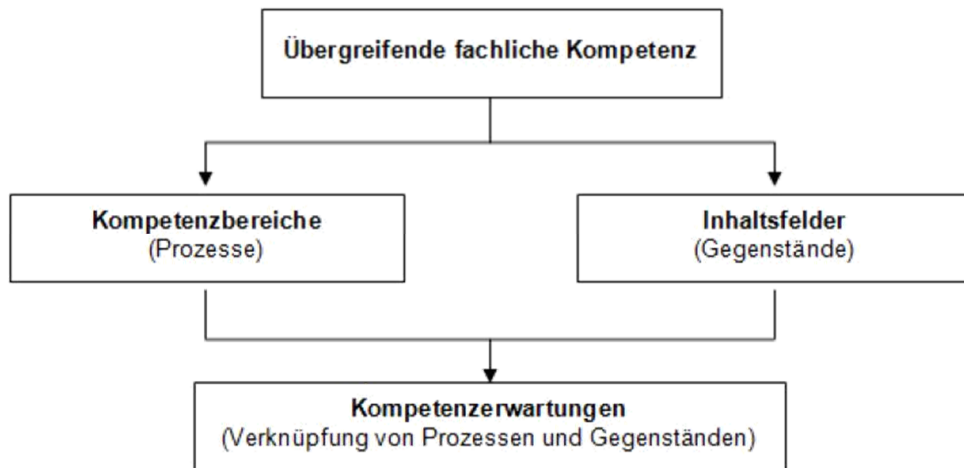 Übergreifende fachliche Kompetenz
Kompetenzbereiche
(Prozesse)
Inhaltsfelder
(Gegenstände)
Kompetenzerwartungen
(Verknüpfung von Prozessen und Gegenständen)